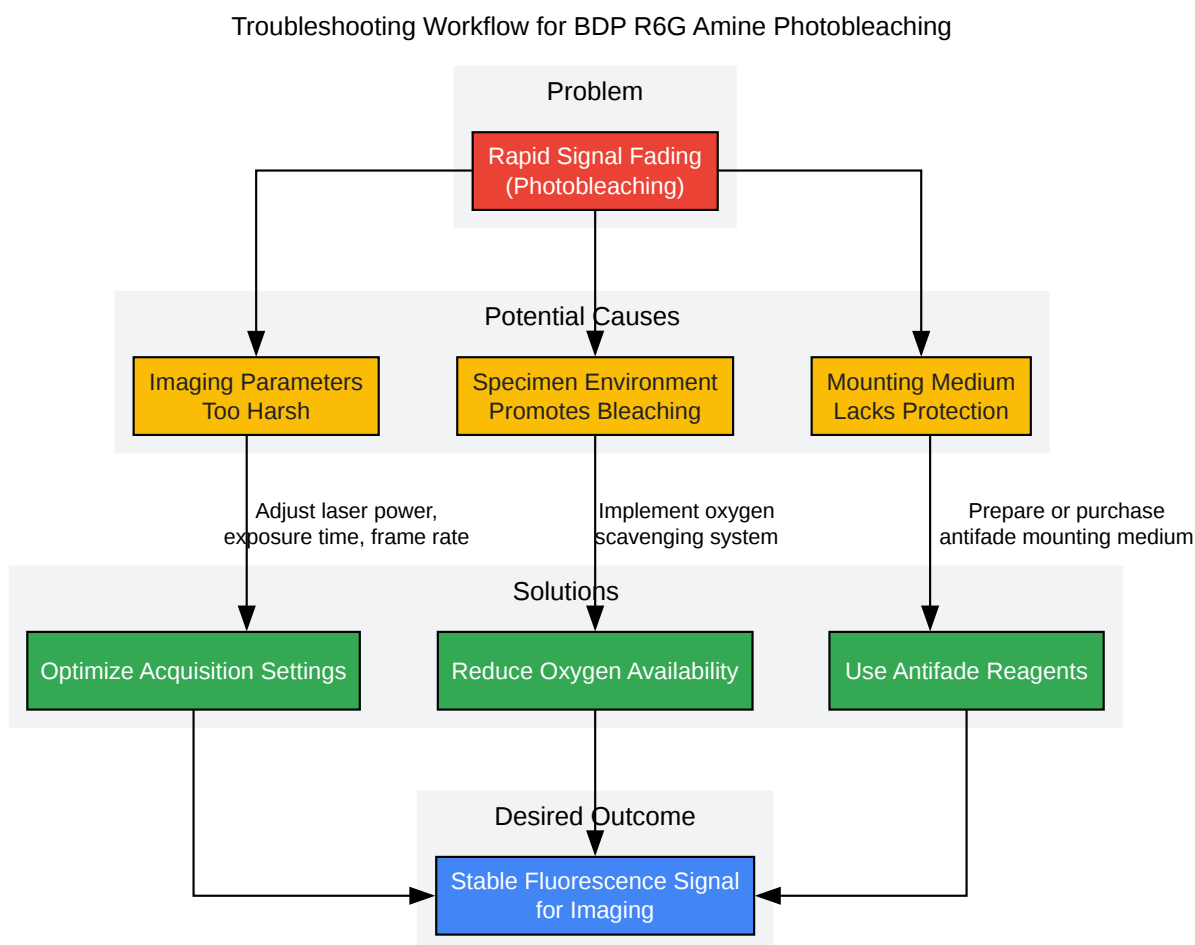 Troubleshooting Workflow for BDP R6G Amine Photobleaching
Problem
Rapid Signal Fading
(Photobleaching)
Potential Causes
Imaging Parameters
Too Harsh
Specimen Environment
Promotes Bleaching
Mounting Medium
Lacks Protection
Adjust laser power,
exposure time, frame rate
Implement oxygen
scavenging system
Prepare or purchase
antifade mounting medium
Solutions
Optimize Acquisition Settings
Reduce Oxygen Availability
Use Antifade Reagents
Desired Outcome
Stable Fluorescence Signal
for Imaging